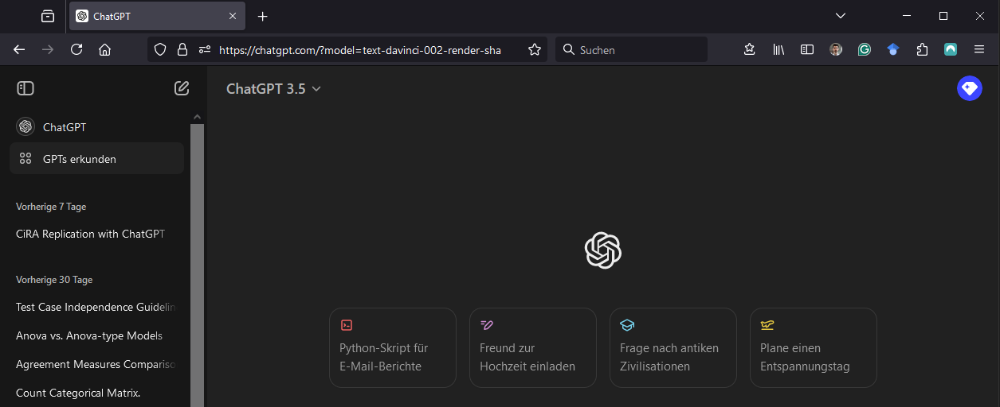 ChatGPT
https://chatgpt.com/?model=text-davinci-002-render-sha
Suchen
ChatGPT 3.5
ChatGPT
GPTs erkunden
Vorherige 7 Tage
CiRA Replication with ChatGPT
Vorherige 30 Tage
Test Case Independence Guidelin
Anova vs. Anova-type Models
Agreement Measures Compariso
Count Categorical Matrix.
Python-Skript für
E-Mail-Berichte
Freund zur
Hochzeit einladen
Frage nach antiken
Zivilisationen
Plane einen
Entspannungstag